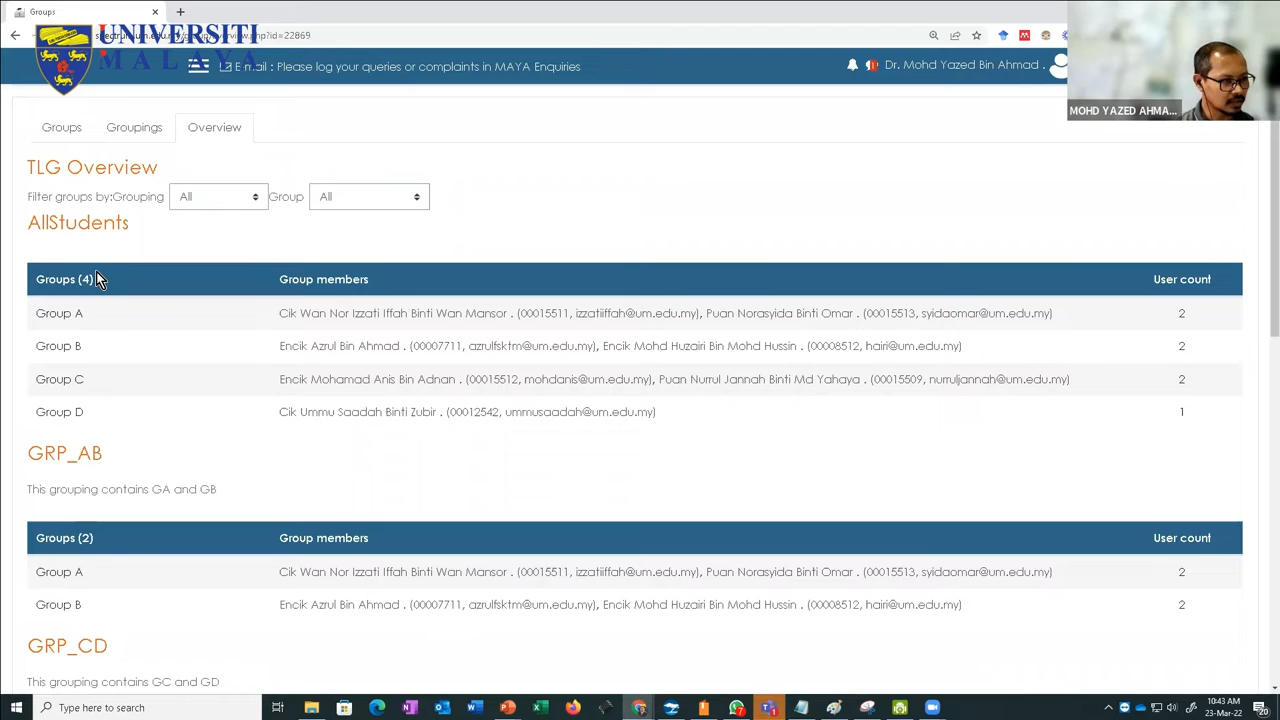 Groups
spectrum.um.edu.my/group/overview.php?id=22869
UNIVERSITI
MALAYA
E mail : Please log your queries or complaints in MAYA Enquiries
Dr. Mohd Yazed Bin Ahmad .
MOHD YAZED AHMA...
Groups Groupings Overview
TLG Overview
Filter groups by:Grouping All Group All
AllStudents
Groups (4) Group members User count
Group A Cik Wan Nor Izzati Iffah Binti Wan Mansor . (00015511, izzatiiffah@um.edu.my), Puan Norasyida Binti Omar . (00015513, syidaomar@um.edu.my) 2
Group B Encik Azrul Bin Ahmad . (00007711, azrulfsktm@um.edu.my), Encik Mohd Huzairi Bin Mohd Hussin . (00008512, hairi@um.edu.my) 2
Group C Encik Mohamad Anis Bin Adnan . (00015512, mohdanis@um.edu.my), Puan Nurrul Jannah Binti Md Yahaya . (00015509, nurruljannah@um.edu.my) 2
Group D Cik Ummu Saadah Binti Zubir . (00012542, ummusaadah@um.edu.my) 1
GRP_AB
This grouping contains GA and GB
Groups (2) Group members User count
Group A Cik Wan Nor Izzati Iffah Binti Wan Mansor . (00015511, izzatiiffah@um.edu.my), Puan Norasyida Binti Omar . (00015513, syidaomar@um.edu.my) 2
Group B Encik Azrul Bin Ahmad . (00007711, azrulfsktm@um.edu.my), Encik Mohd Huzairi Bin Mohd Hussin . (00008512, hairi@um.edu.my) 2
GRP_CD
This grouping contains GC and GD
Type here to search
10:43 AM
23-Mar-22
20